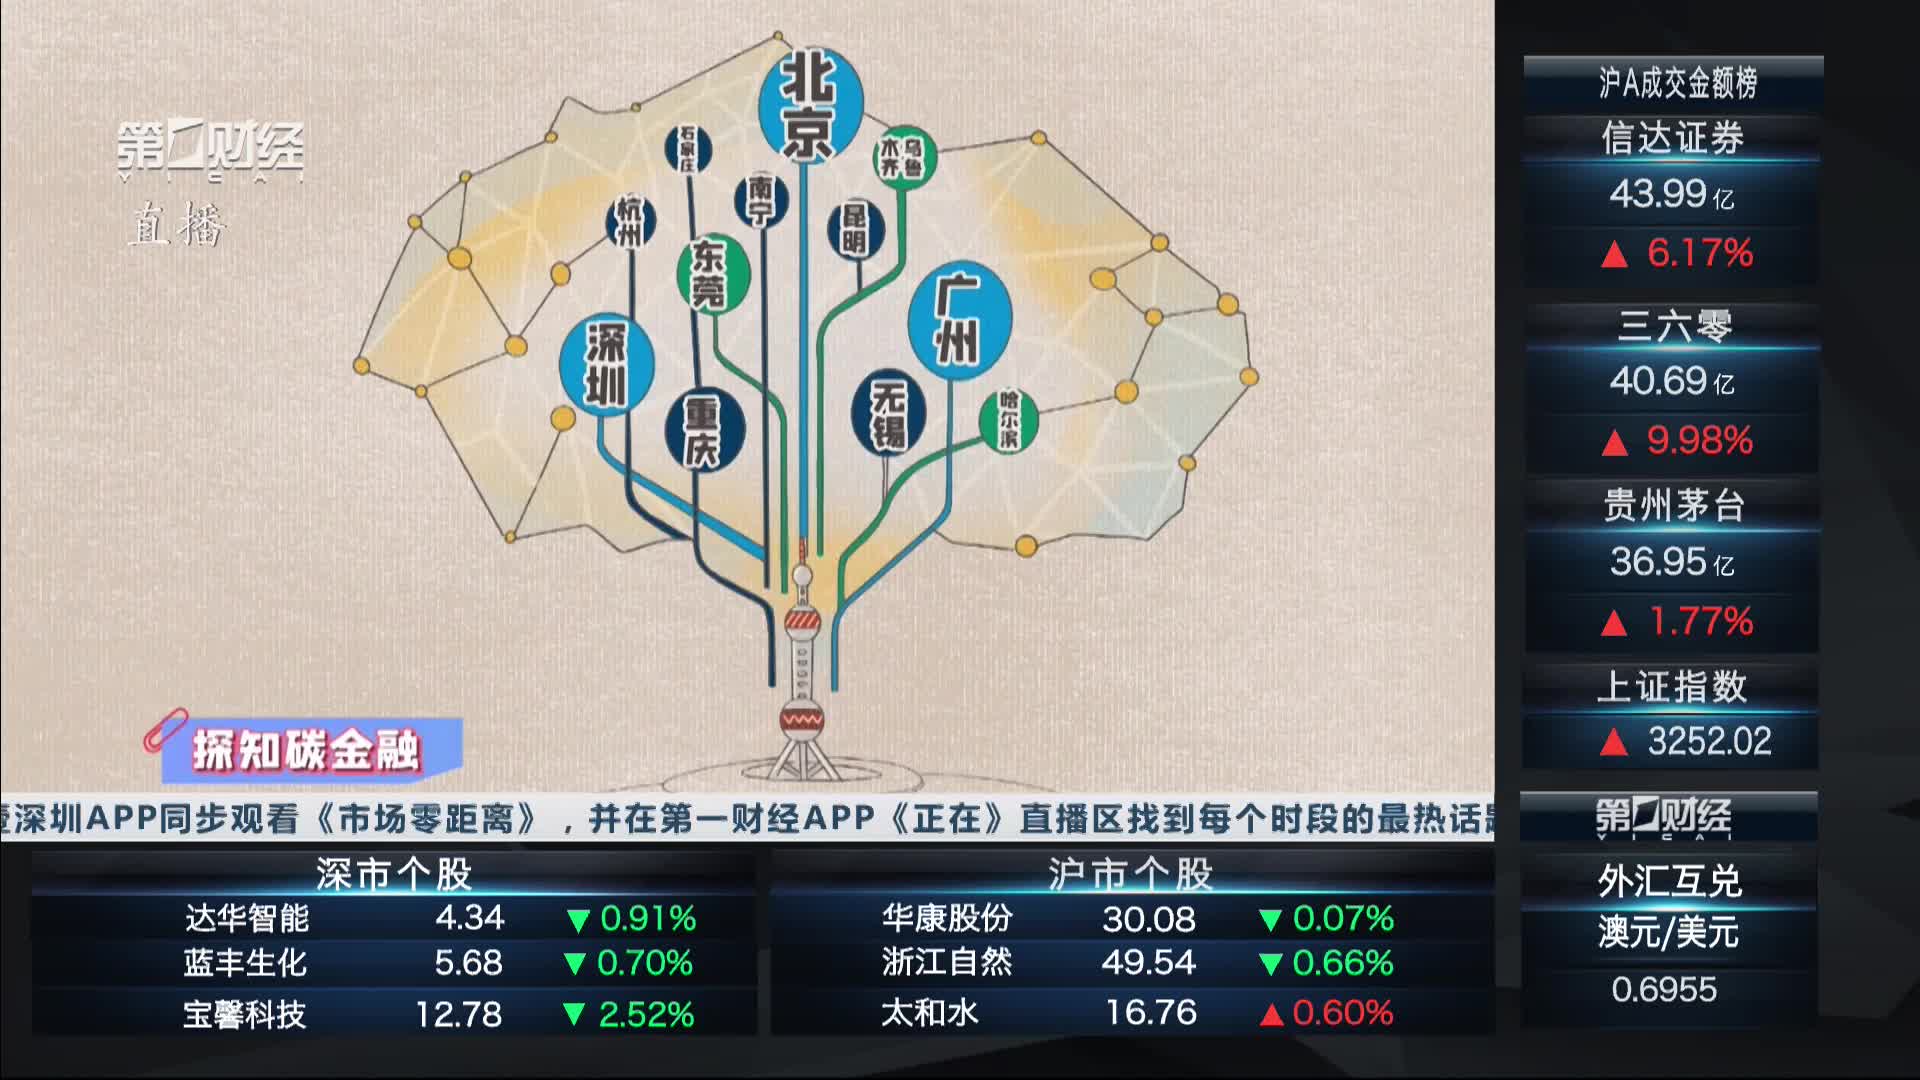 第一财经
YICAI
直播
北京
石家庄
乌鲁木齐
南宁
杭州
昆明
东莞
广州
深圳
重庆
无锡
哈尔滨
探知碳金融
深圳APP同步观看《市场零距离》，并在第一财经APP《正在》直播区找到每个时段的最热话
深市个股
达华智能 4.34 ▼0.91%
蓝丰生化 5.68 ▼0.70%
宝馨科技 12.78 ▼2.52%
沪市个股
华康股份 30.08 ▼0.07%
浙江自然 49.54 ▼0.66%
太和水 16.76 ▲0.60%
沪A成交金额榜
信达证券
43.99亿
▲ 6.17%
三六零
40.69亿
▲ 9.98%
贵州茅台
36.95亿
▲ 1.77%
上证指数
▲ 3252.02
第一财经
YICAI
外汇互兑
澳元/美元
0.6955